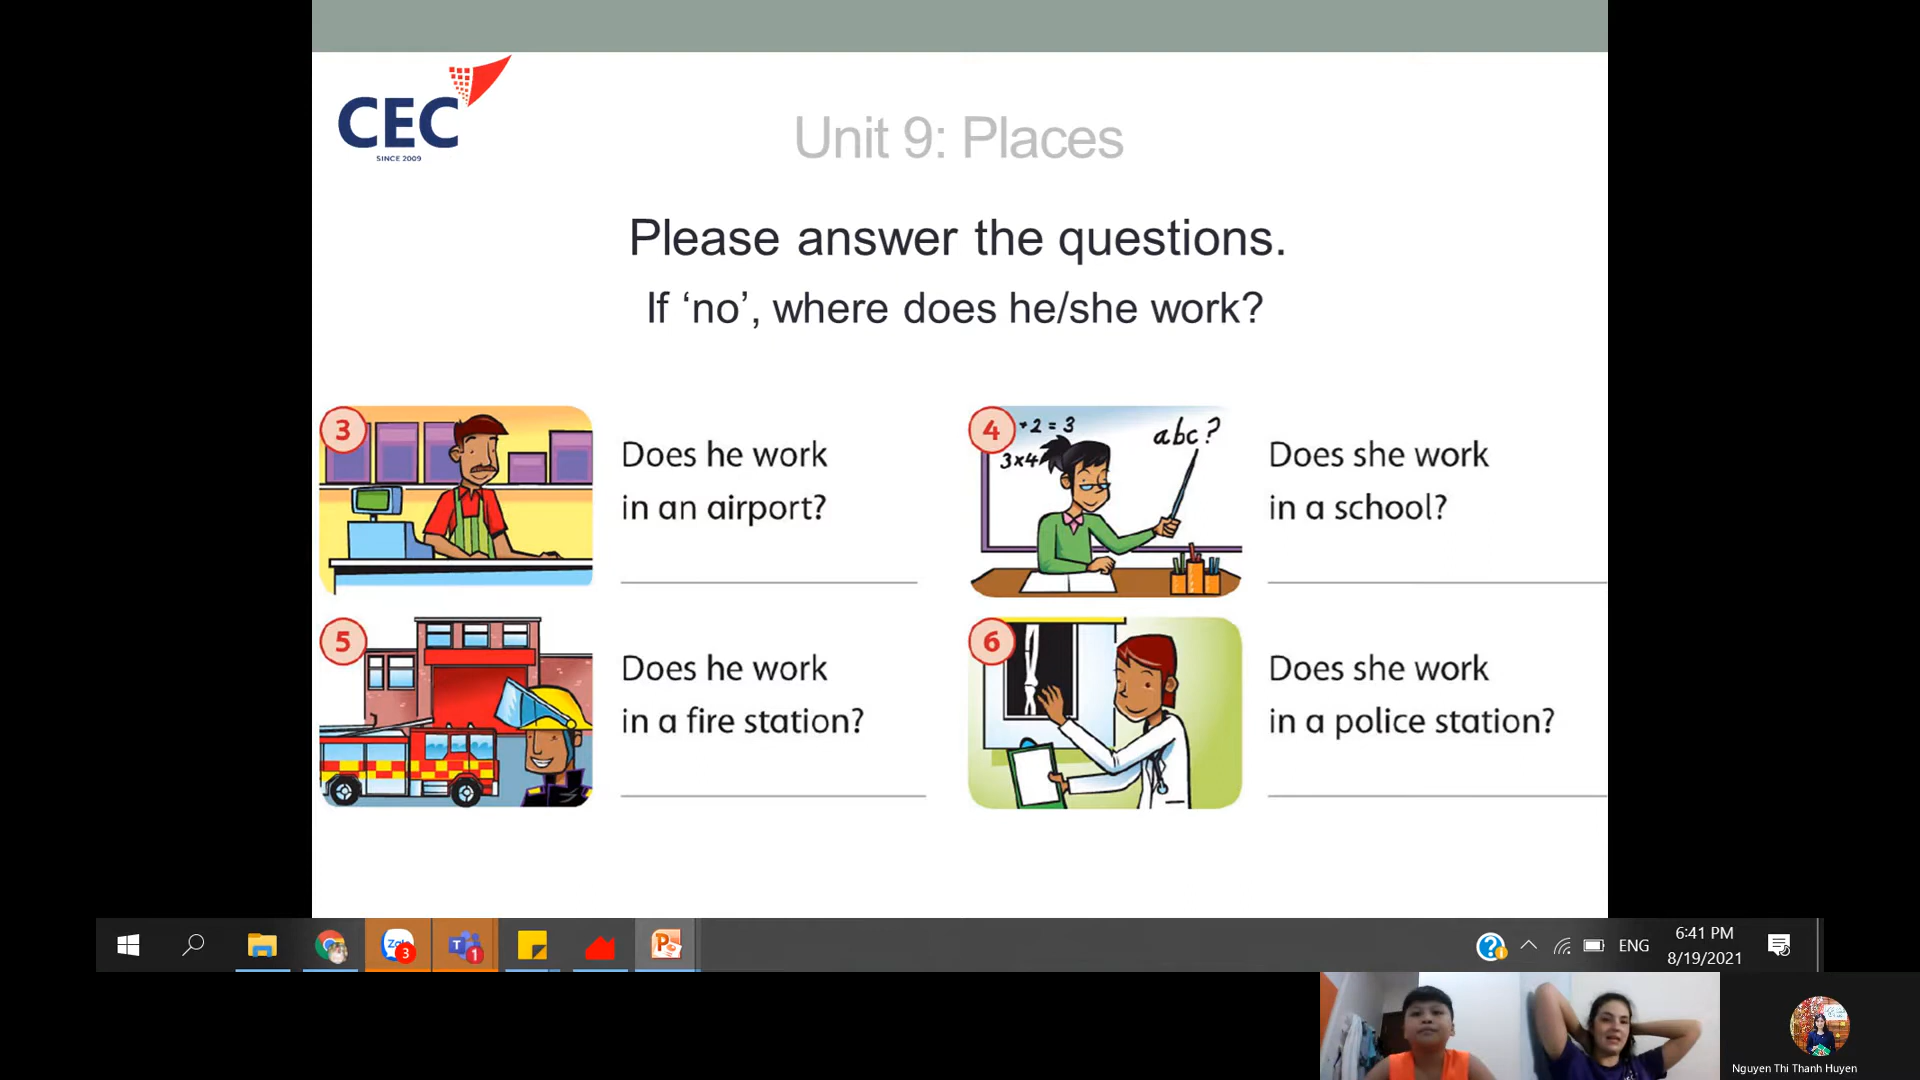 CEC
SINCE 2009
Unit 9: Places
Please answer the questions.
If ‘no’, where does he/she work?
3
Does he work
in an airport?
4
+2 = 3
3x4
abc?
Does she work
in a school?
5
Does he work
in a fire station?
6
Does she work
in a police station?
Zalo
3
1
ENG
6:41 PM
8/19/2021
Nguyen Thi Thanh Huyen